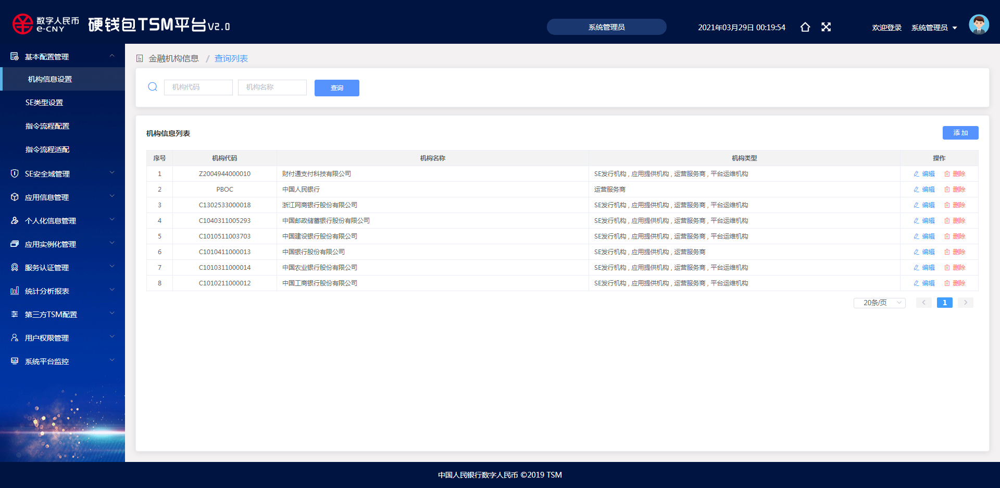 数字人民币
e-CNY
硬钱包TSM平台V2.0
系统管理员
2021年03月29日 00:19:54
欢迎登录 系统管理员
基本配置管理
机构信息设置
SE类型设置
指令流程配置
指令流程适配
SE安全域管理
应用信息管理
个人化信息管理
应用实例化管理
服务认证管理
统计分析报表
第三方TSM配置
用户权限管理
系统平台监控
金融机构信息 / 查询列表
机构代码 机构名称 查询
机构信息列表 添加
序号 机构代码 机构名称 机构类型 操作
1 Z2004944000010 财付通支付科技有限公司 SE发行机构 , 应用提供机构 , 运营服务商 , 平台运维机构 编辑 删除
2 PBOC 中国人民银行 运营服务商 编辑 删除
3 C1302533000018 浙江网商银行股份有限公司 SE发行机构 , 应用提供机构 , 运营服务商 , 平台运维机构 编辑 删除
4 C1040311005293 中国邮政储蓄银行股份有限公司 SE发行机构 , 应用提供机构 , 运营服务商 , 平台运维机构 编辑 删除
5 C1010511003703 中国建设银行股份有限公司 SE发行机构 , 应用提供机构 , 运营服务商 , 平台运维机构 编辑 删除
6 C1010411000013 中国银行股份有限公司 SE发行机构 , 应用提供机构 , 运营服务商 编辑 删除
7 C1010311000014 中国农业银行股份有限公司 SE发行机构 , 应用提供机构 , 运营服务商 , 平台运维机构 编辑 删除
8 C1010211000012 中国工商银行股份有限公司 SE发行机构 , 应用提供机构 , 运营服务商 , 平台运维机构 编辑 删除
20条/页 1
中国人民银行数字人民币 ©2019 TSM